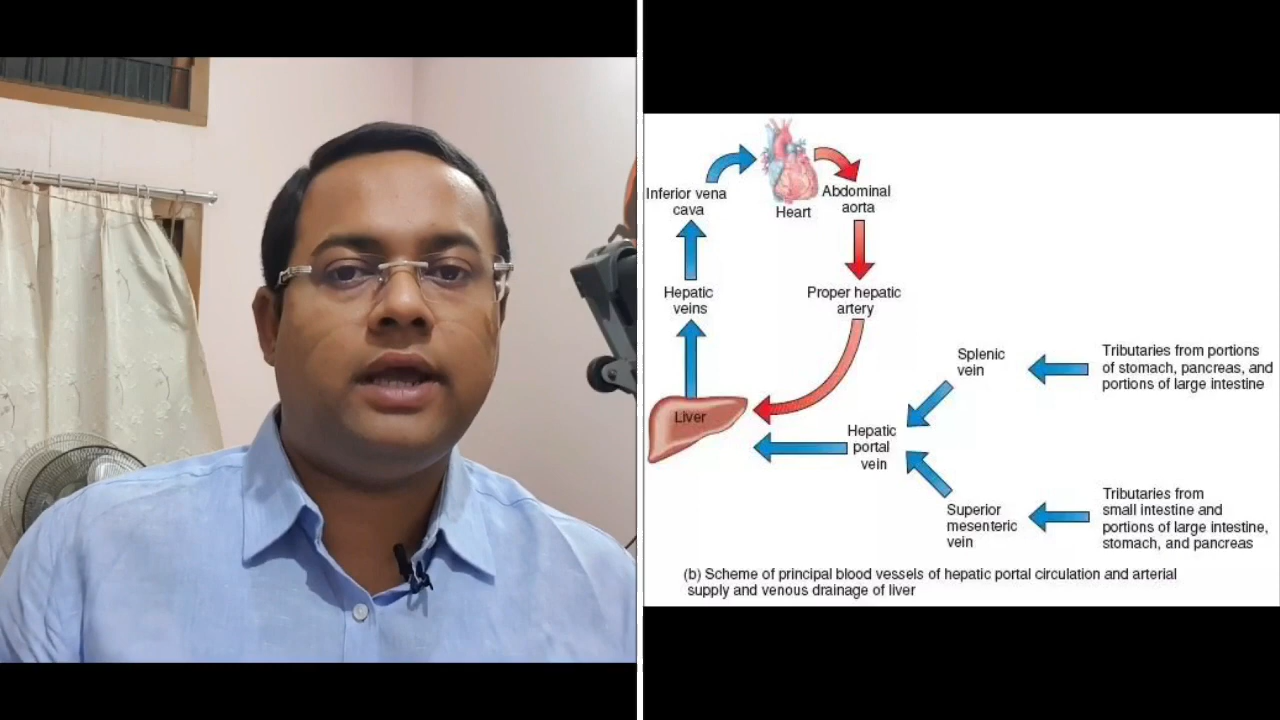 Inferior vena
cava
Heart
Abdominal
aorta
Hepatic
veins
Proper hepatic
artery
Splenic
vein
Tributaries from portions
of stomach, pancreas, and
portions of large intestine
Liver
Hepatic
portal
vein
Superior
mesenteric
vein
Tributaries from
small intestine and
portions of large intestine,
stomach, and pancreas
(b) Scheme of principal blood vessels of hepatic portal circulation and arterial
supply and venous drainage of liver